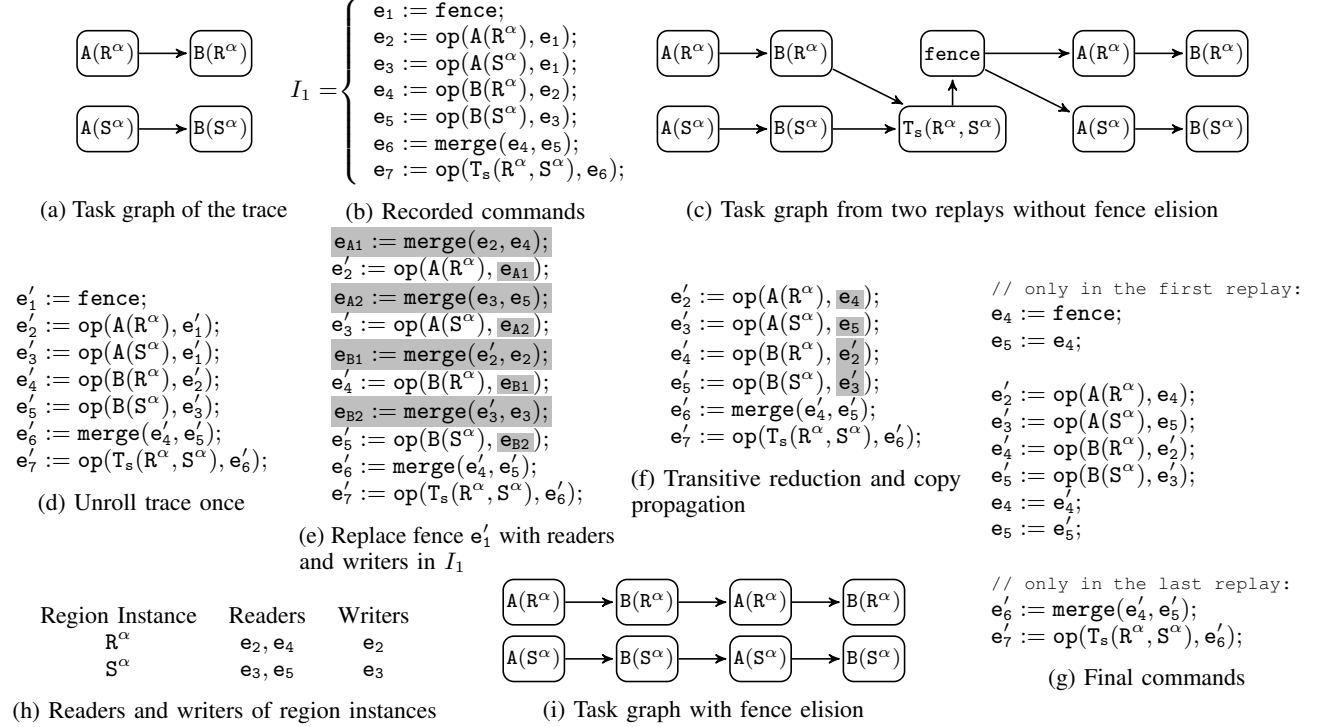 A(R^α)
B(R^α)
A(S^α)
B(S^α)
(a) Task graph of the trace
I₁ =
e₁ := fence;
e₂ := op(A(R^α), e₁);
e₃ := op(A(S^α), e₁);
e₄ := op(B(R^α), e₂);
e₅ := op(B(S^α), e₃);
e₆ := merge(e₄, e₅);
e₇ := op(Tₛ(R^α, S^α), e₆);
(b) Recorded commands
A(R^α)
B(R^α)
fence
A(R^α)
B(R^α)
A(S^α)
B(S^α)
Tₛ(R^α, S^α)
A(S^α)
B(S^α)
(c) Task graph from two replays without fence elision
e′₁ := fence;
e′₂ := op(A(R^α), e′₁);
e′₃ := op(A(S^α), e′₁);
e′₄ := op(B(R^α), e′₂);
e′₅ := op(B(S^α), e′₃);
e′₆ := merge(e′₄, e′₅);
e′₇ := op(Tₛ(R^α, S^α), e′₆);
(d) Unroll trace once
e_A1 := merge(e₂, e₄);
e′₂ := op(A(R^α), e_A1);
e_A2 := merge(e₃, e₅);
e′₃ := op(A(S^α), e_A2);
e_B1 := merge(e′₂, e₂);
e′₄ := op(B(R^α), e_B1);
e_B2 := merge(e′₃, e₃);
e′₅ := op(B(S^α), e_B2);
e′₆ := merge(e′₄, e′₅);
e′₇ := op(Tₛ(R^α, S^α), e′₆);
(e) Replace fence e′₁ with readers
and writers in I₁
e′₂ := op(A(R^α), e₄);
e′₃ := op(A(S^α), e₅);
e′₄ := op(B(R^α), e′₂);
e′₅ := op(B(S^α), e′₃);
e′₆ := merge(e′₄, e′₅);
e′₇ := op(Tₛ(R^α, S^α), e′₆);
(f) Transitive reduction and copy
propagation
// only in the first replay:
e₄ := fence;
e₅ := e₄;
e′₂ := op(A(R^α), e₄);
e′₃ := op(A(S^α), e₅);
e′₄ := op(B(R^α), e′₂);
e′₅ := op(B(S^α), e′₃);
e₄ := e′₄;
e₅ := e′₅;
// only in the last replay:
e′₆ := merge(e′₄, e′₅);
e′₇ := op(Tₛ(R^α, S^α), e′₆);
(g) Final commands
Region Instance Readers Writers
R^α e₂, e₄ e₂
S^α e₃, e₅ e₃
(h) Readers and writers of region instances
A(R^α)
B(R^α)
A(R^α)
B(R^α)
A(S^α)
B(S^α)
A(S^α)
B(S^α)
(i) Task graph with fence elision